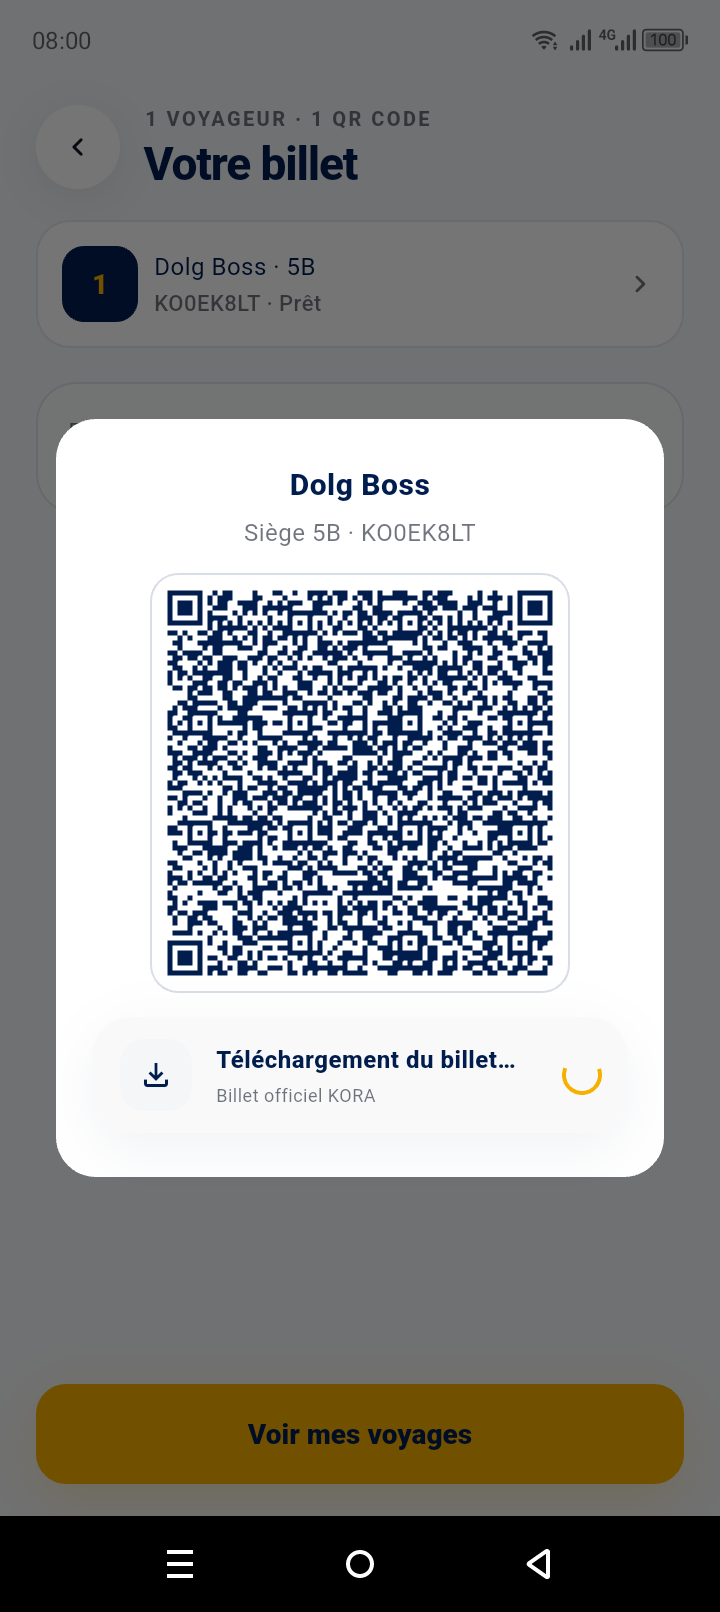 08:00
4G
100
1 VOYAGEUR · 1 QR CODE
Votre billet
1
Dolg Boss · 5B
KO0EK8LT · Prêt
Dolg Boss
Siège 5B · KO0EK8LT
Téléchargement du billet…
Billet officiel KORA
Voir mes voyages